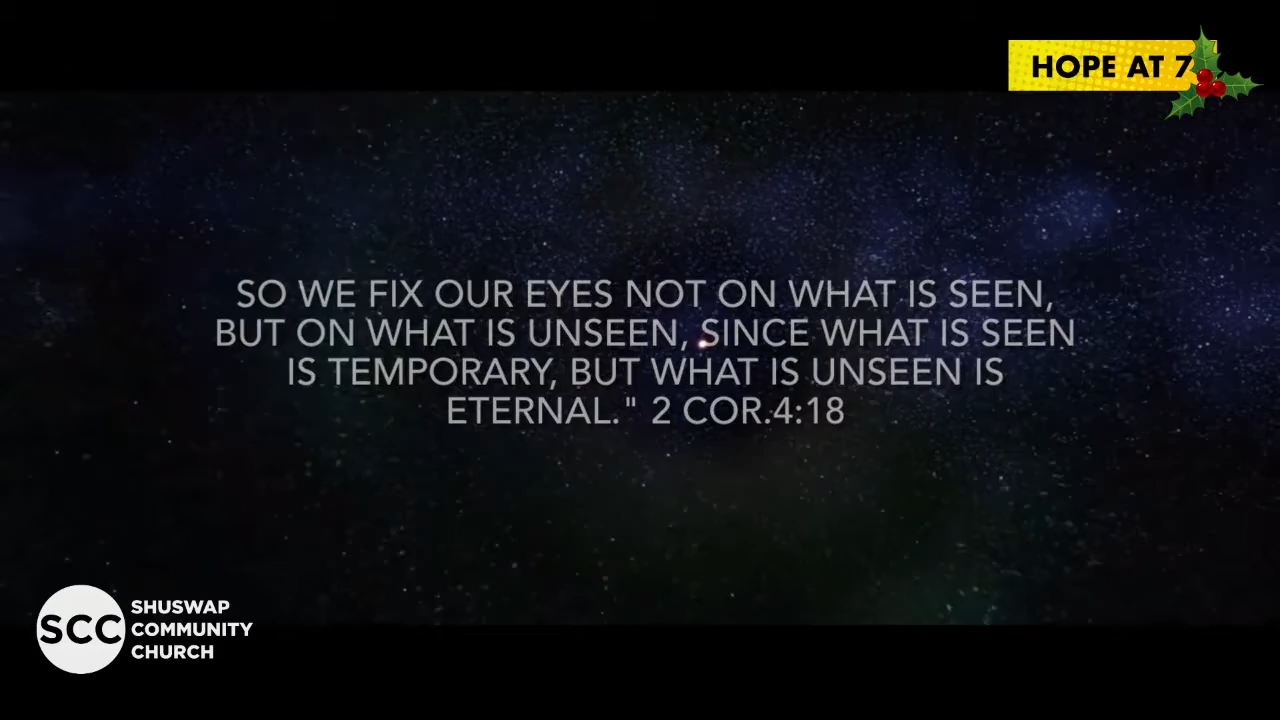 HOPE AT 7
SO WE FIX OUR EYES NOT ON WHAT IS SEEN,
BUT ON WHAT IS UNSEEN, SINCE WHAT IS SEEN
IS TEMPORARY, BUT WHAT IS UNSEEN IS
ETERNAL." 2 COR.4:18
SCC
SHUSWAP
COMMUNITY
CHURCH